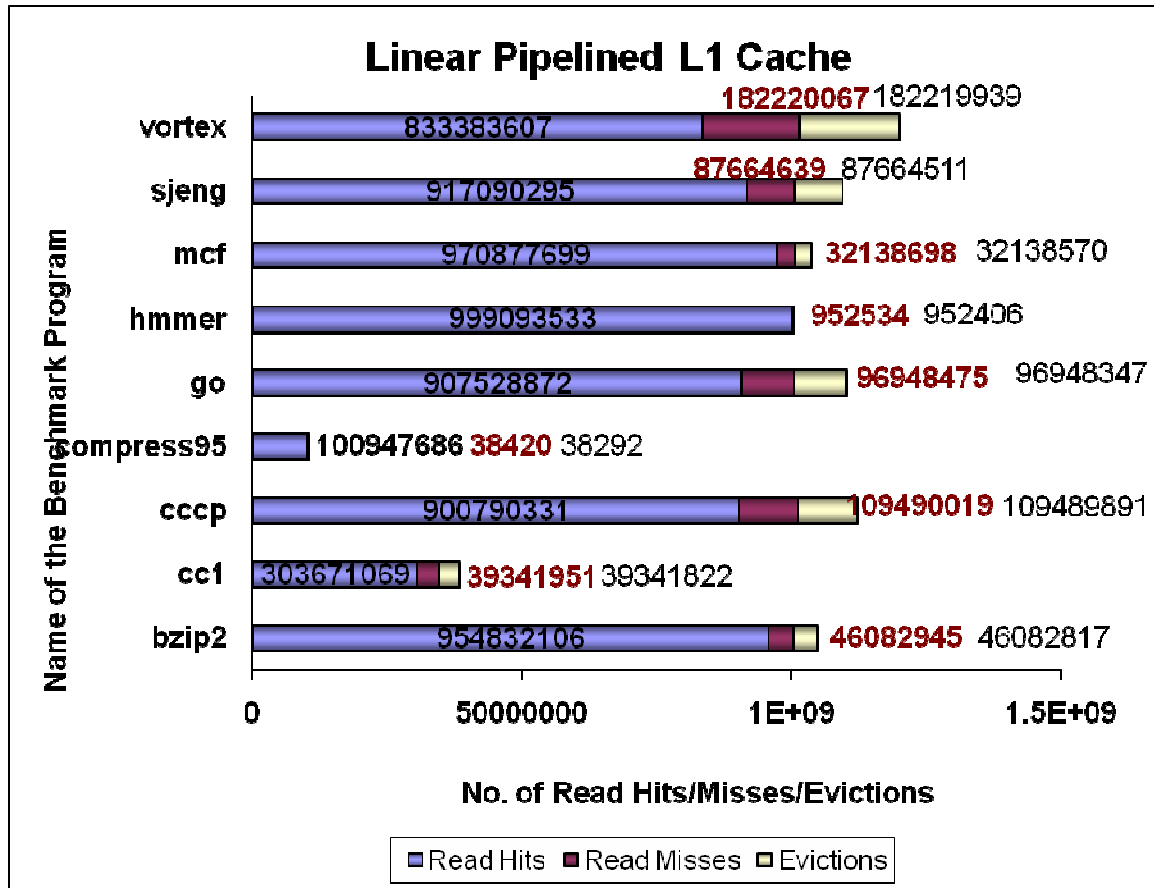 Linear Pipelined L1 Cache
182220067 182219939
vortex 833383607
87664639 87664511
sjeng 917090295
mcf 970877699 32138698 32138570
hmmer 999093533 952534 952406
go 907528872 96948475 96948347
compress95 100947686 38420 38292
cccp 900790331 109490019 109489891
cc1 303671069 39341951 39341822
bzip2 954832106 46082945 46082817
Name of the Benchmark Program
0 50000000 1E+09 1.5E+09
No. of Read Hits/Misses/Evictions
Read Hits Read Misses Evictions